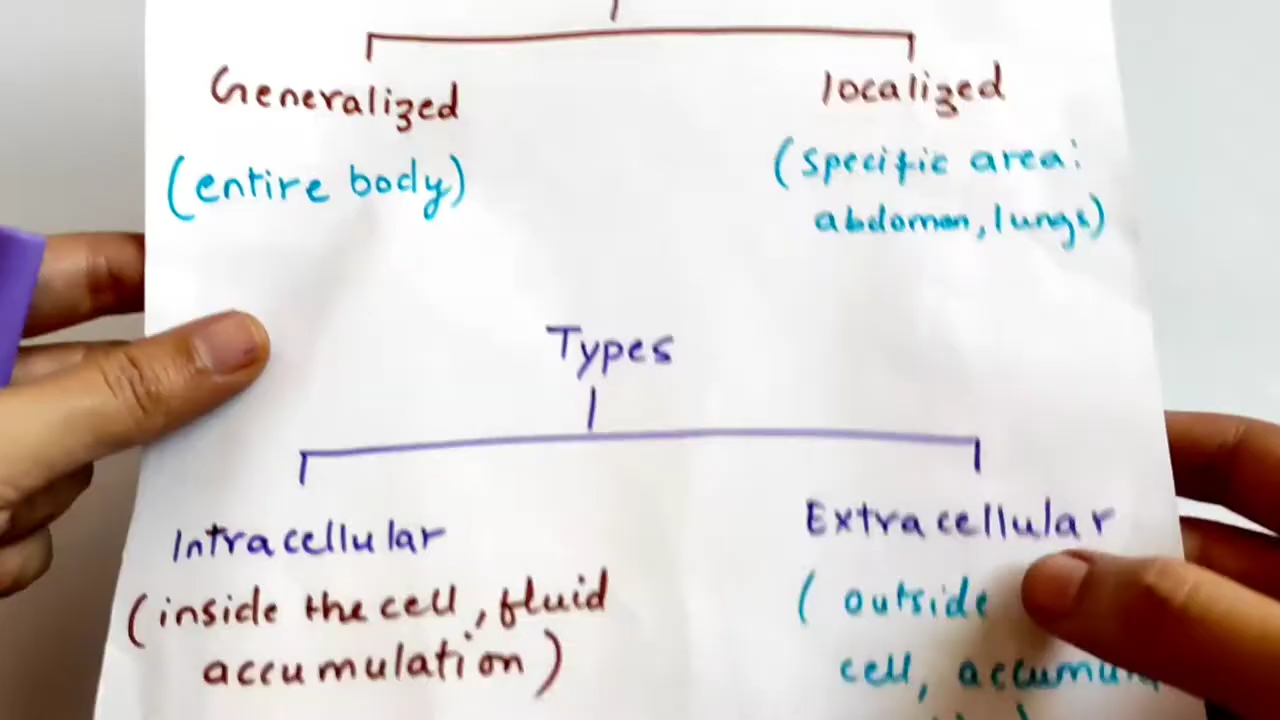 Generalized
(entire body)
localized
(specific area:
abdomen, lungs)
Types
Intracellular
(inside the cell, fluid
accumulation)
Extracellular
(outside
cell,